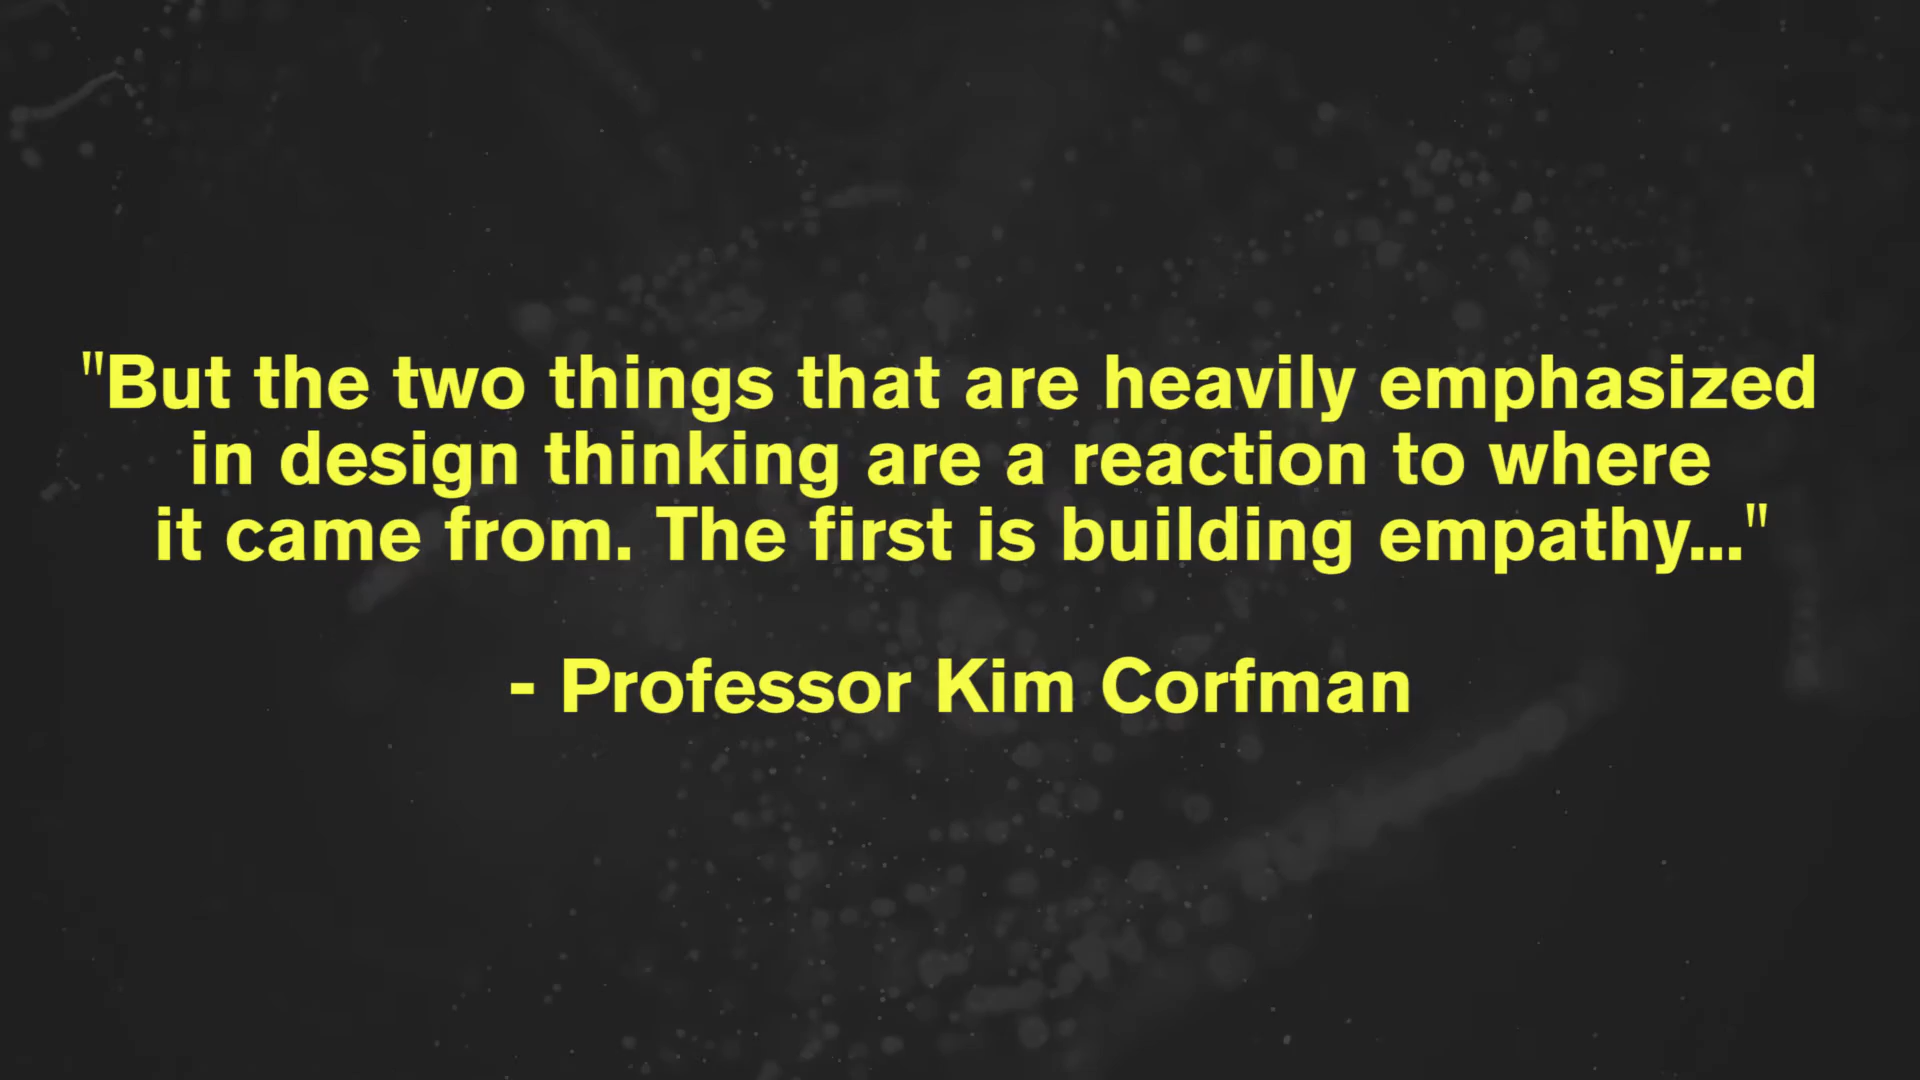 "But the two things that are heavily emphasized
in design thinking are a reaction to where
it came from. The first is building empathy..."
- Professor Kim Corfman